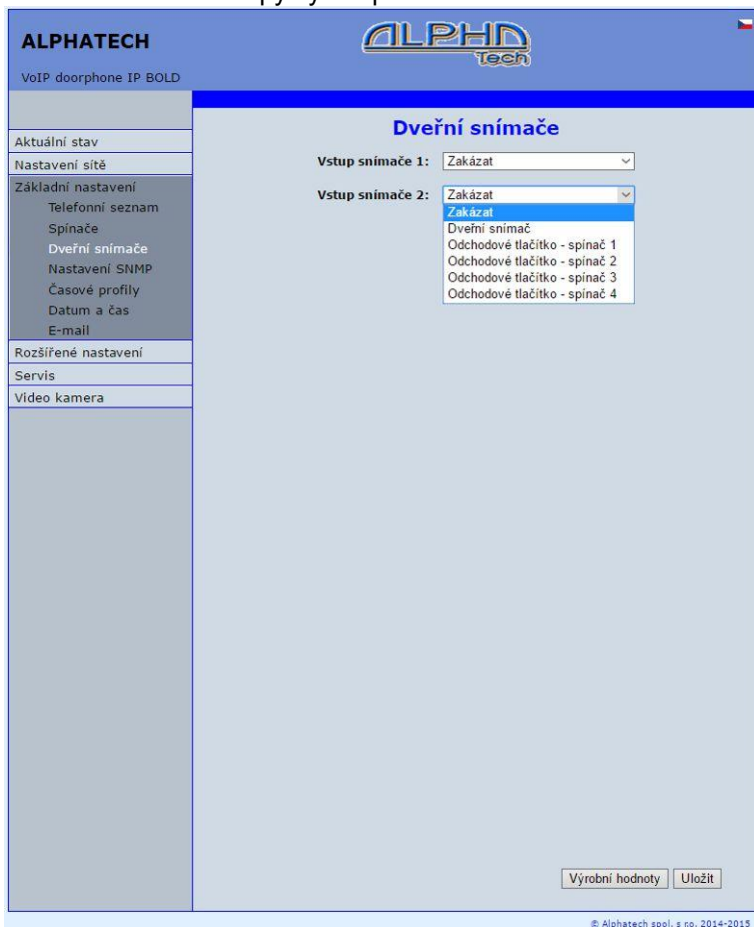 ALPHATECH
VoIP doorphone IP BOLD
ALPHA
Tech
Aktuální stav
Nastavení sítě
Základní nastavení
Telefonní seznam
Spínače
Dveřní snímače
Nastavení SNMP
Časové profily
Datum a čas
E-mail
Rozšířené nastavení
Servis
Video kamera
Dveřní snímače
Vstup snímače 1: Zakázat
Vstup snímače 2: Zakázat
Zakázat
Dveřní snímač
Odchodové tlačítko - spínač 1
Odchodové tlačítko - spínač 2
Odchodové tlačítko - spínač 3
Odchodové tlačítko - spínač 4
Výrobní hodnoty Uložit
© Alphatech spol. s ro. 2014-2015